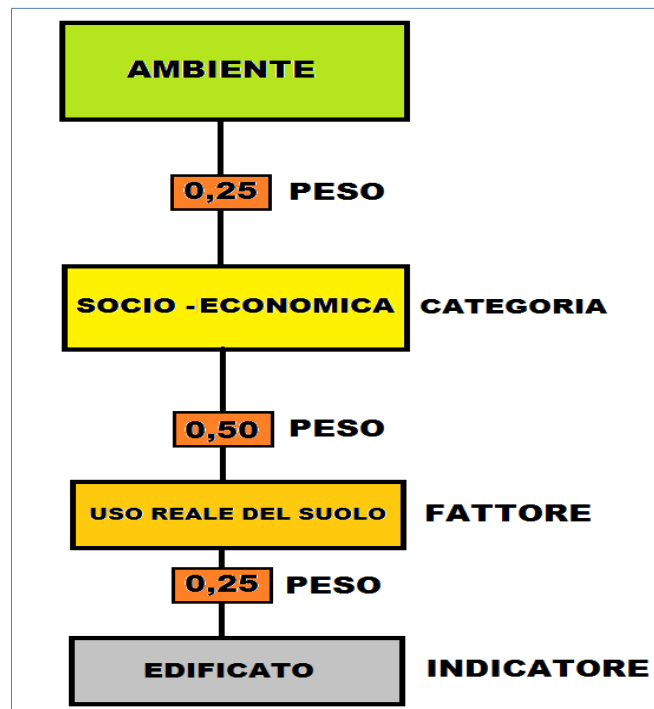 AMBIENTE
0,25 PESO
SOCIO - ECONOMICA CATEGORIA
0,50 PESO
USO REALE DEL SUOLO FATTORE
0,25 PESO
EDIFICATO INDICATORE